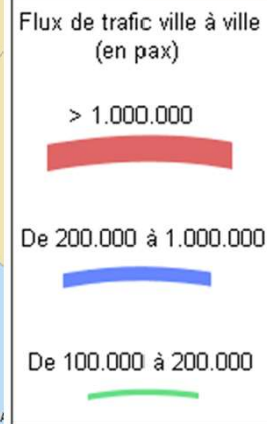 Flux de trafic ville à ville
(en pax)
> 1.000.000
De 200.000 à 1.000.000
De 100.000 à 200.000